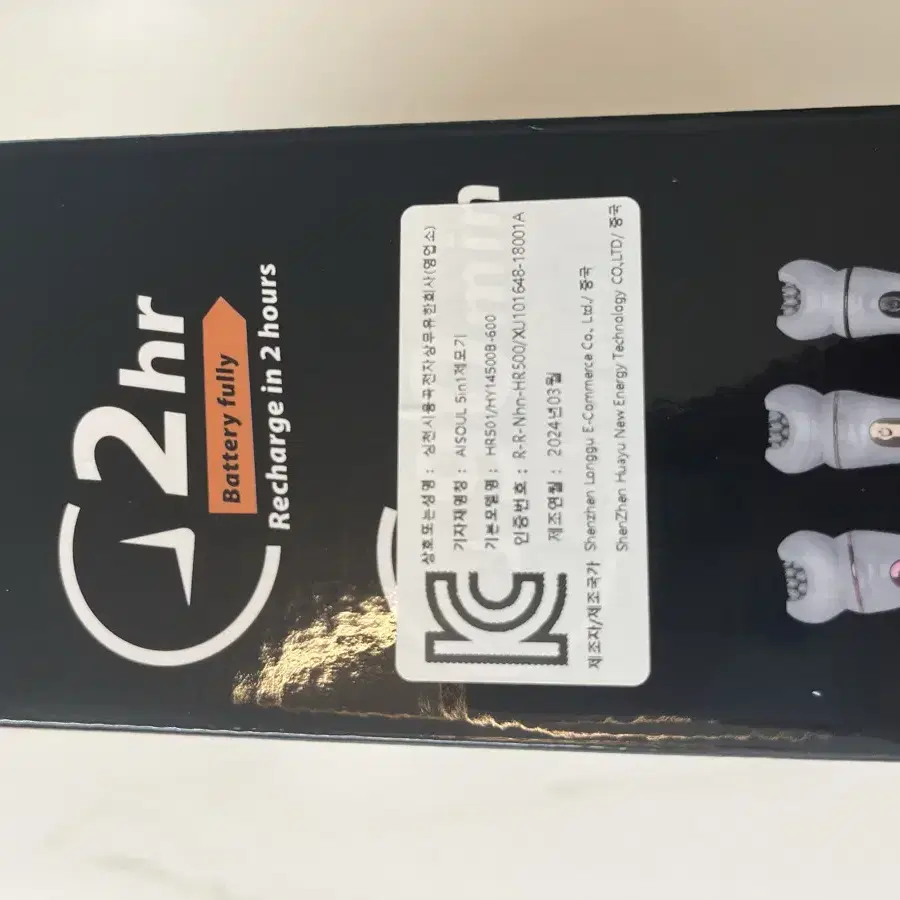 2hr
Battery fully
Recharge in 2 hours
min
KC
상호또는성명 : 심천시용곡전자상무유한회사(영업소)
기자재명칭 : AISOUL 5in1제모기
기본모델명 : HR501/HY14500B-600
인증번호 : R-R-Nhn-HR500/XU101648-18001A
제조연월 : 2024년03월
제조자/제조국가 Shenzhen Longgu E-Commerce Co., Ltd./ 중국
ShenZhen Huayu New Energy Technology CO.,LTD/ 중국